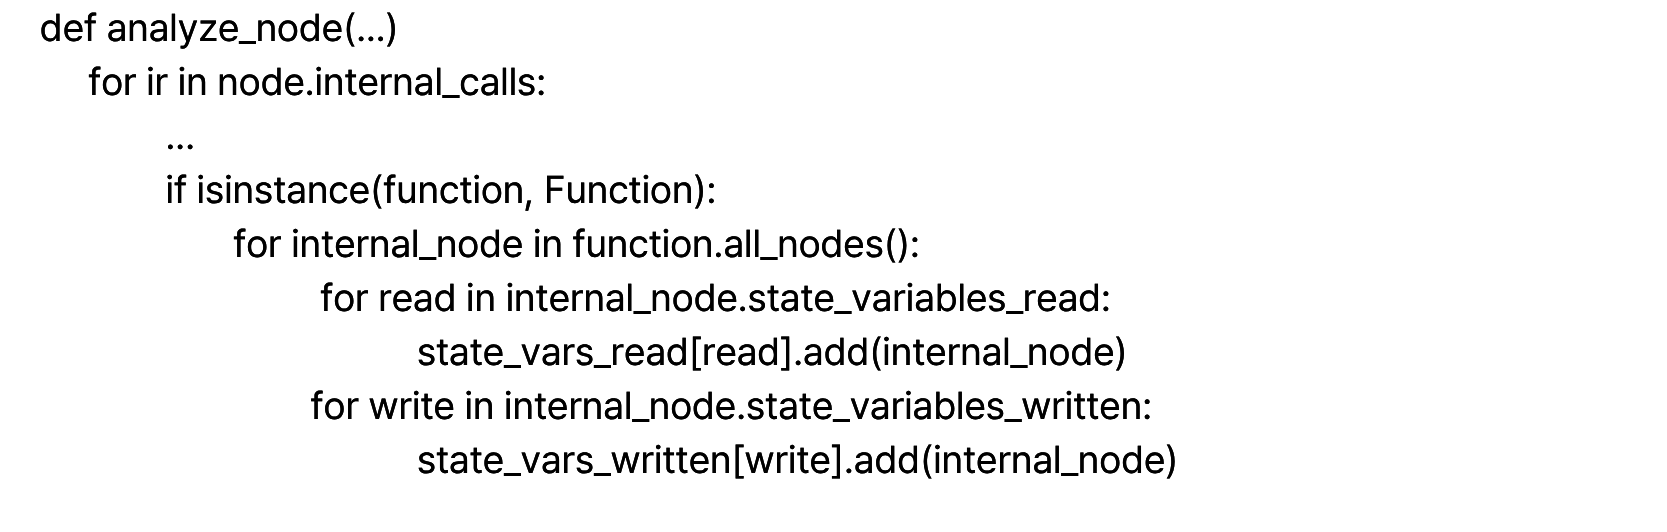 def analyze_node(...)
for ir in node.internal_calls:
...
if isinstance(function, Function):
for internal_node in function.all_nodes():
for read in internal_node.state_variables_read:
state_vars_read[read].add(internal_node)
for write in internal_node.state_variables_written:
state_vars_written[write].add(internal_node)